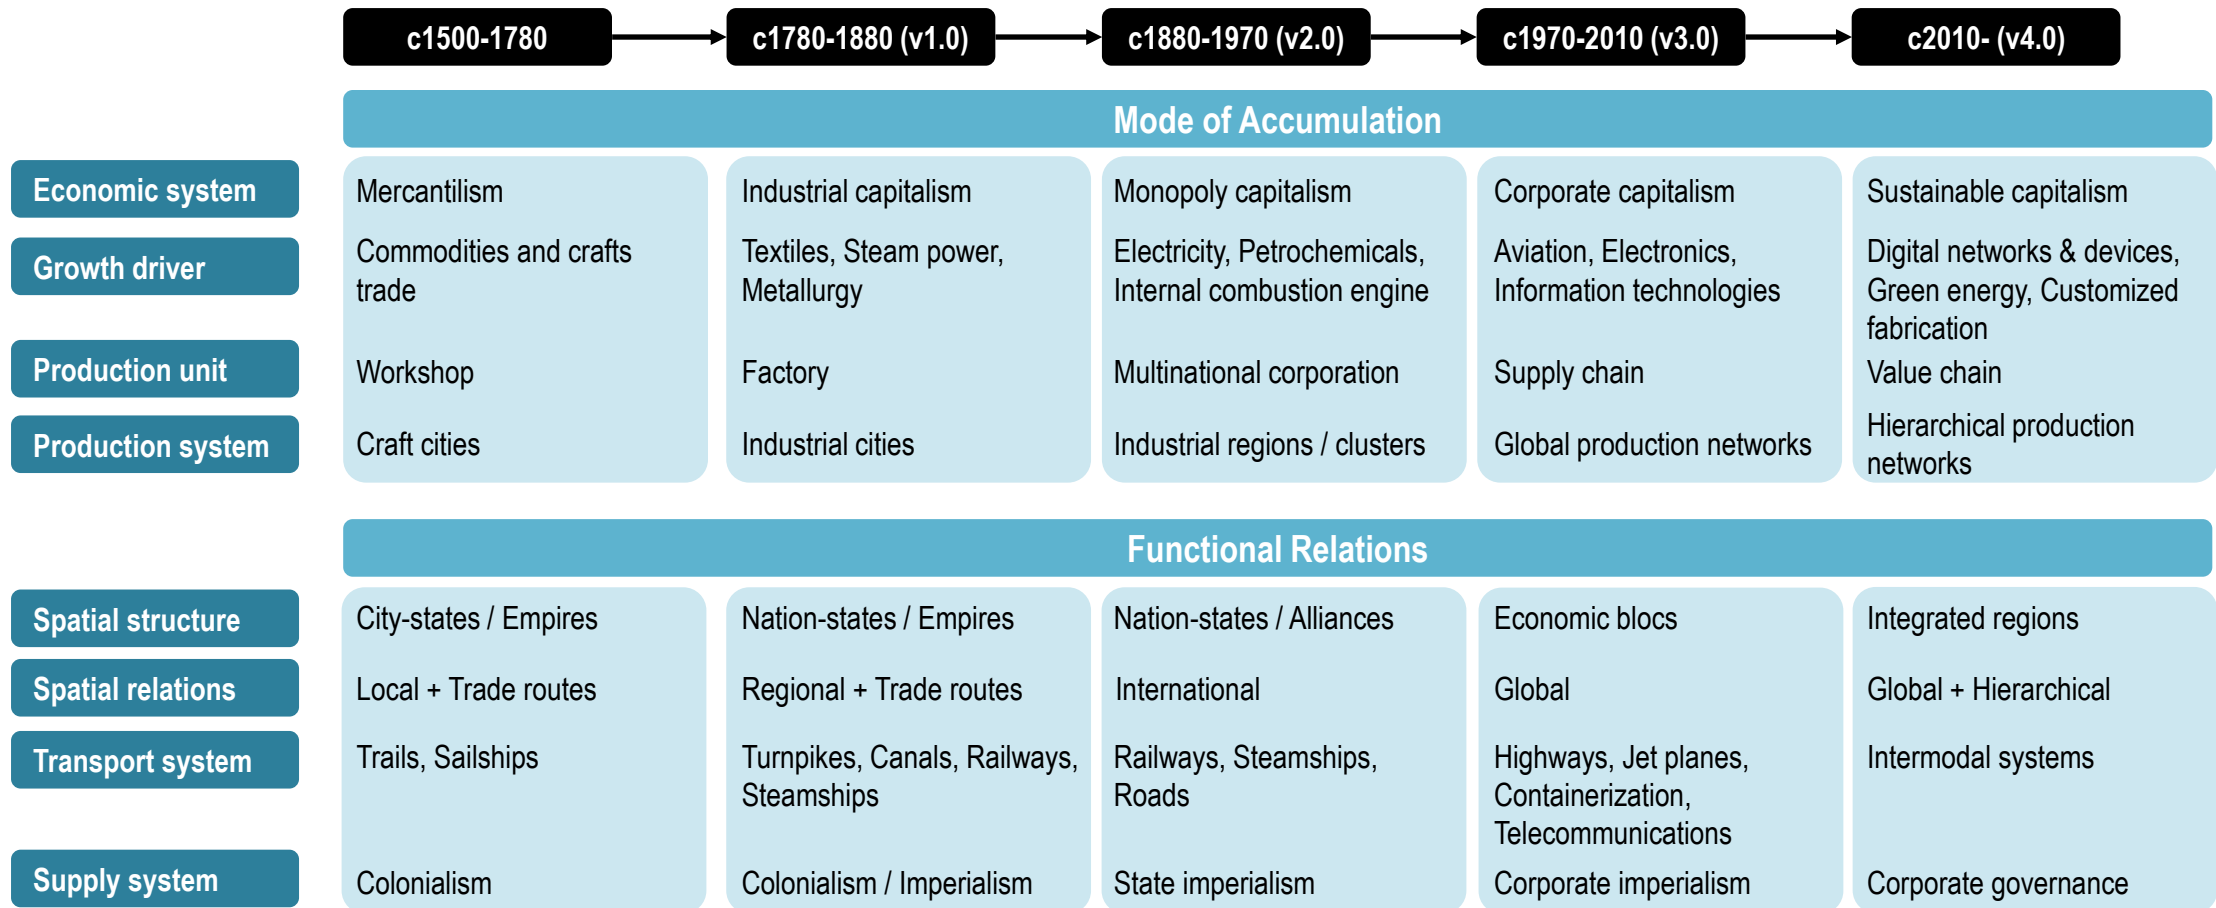 c1500-1780
c1780-1880 (v1.0)
c1880-1970 (v2.0)
c1970-2010 (v3.0)
c2010- (v4.0)
Mode of Accumulation
Economic system
Mercantilism
Industrial capitalism
Monopoly capitalism
Corporate capitalism
Sustainable capitalism
Growth driver
Commodities and crafts
trade
Textiles, Steam power,
Metallurgy
Electricity, Petrochemicals,
Internal combustion engine
Aviation, Electronics,
Information technologies
Digital networks & devices,
Green energy, Customized
fabrication
Production unit
Workshop
Factory
Multinational corporation
Supply chain
Value chain
Production system
Craft cities
Industrial cities
Industrial regions / clusters
Global production networks
Hierarchical production
networks
Functional Relations
Spatial structure
City-states / Empires
Nation-states / Empires
Nation-states / Alliances
Economic blocs
Integrated regions
Spatial relations
Local + Trade routes
Regional + Trade routes
International
Global
Global + Hierarchical
Transport system
Trails, Sailships
Turnpikes, Canals, Railways,
Steamships
Railways, Steamships,
Roads
Highways, Jet planes,
Containerization,
Telecommunications
Intermodal systems
Supply system
Colonialism
Colonialism / Imperialism
State imperialism
Corporate imperialism
Corporate governance